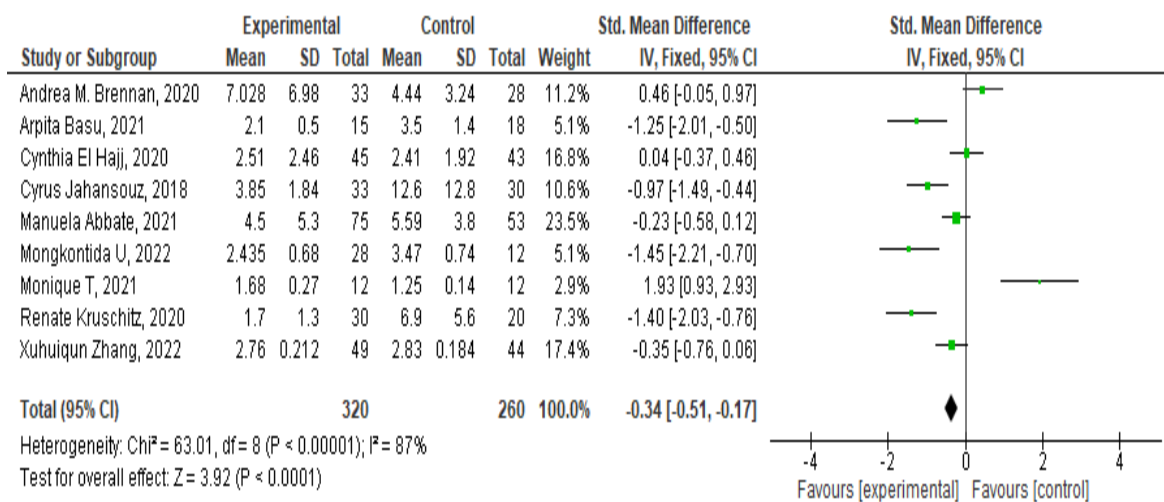 Experimental Control Std. Mean Difference Std. Mean Difference
Study or Subgroup Mean SD Total Mean SD Total Weight IV, Fixed, 95% CI IV, Fixed, 95% CI
Andrea M. Brennan, 2020 7.028 6.98 33 4.44 3.24 28 11.2% 0.46 [-0.05, 0.97]
Arpita Basu, 2021 2.1 0.5 15 3.5 1.4 18 5.1% -1.25 [-2.01, -0.50]
Cynthia El Hajj, 2020 2.51 2.46 45 2.41 1.92 43 16.8% 0.04 [-0.37, 0.46]
Cyrus Jahansouz, 2018 3.85 1.84 33 12.6 12.8 30 10.6% -0.97 [-1.49, -0.44]
Manuela Abbate, 2021 4.5 5.3 75 5.59 3.8 53 23.5% -0.23 [-0.58, 0.12]
Mongkontida U, 2022 2.435 0.68 28 3.47 0.74 12 5.1% -1.45 [-2.21, -0.70]
Monique T, 2021 1.68 0.27 12 1.25 0.14 12 2.9% 1.93 [0.93, 2.93]
Renate Kruschitz, 2020 1.7 1.3 30 6.9 5.6 20 7.3% -1.40 [-2.03, -0.76]
Xuhuiqun Zhang, 2022 2.76 0.212 49 2.83 0.184 44 17.4% -0.35 [-0.76, 0.06]
Total (95% CI) 320 260 100.0% -0.34 [-0.51, -0.17]
Heterogeneity: Chi² = 63.01, df = 8 (P < 0.00001); I² = 87%
Test for overall effect: Z = 3.92 (P < 0.0001)
-4 -2 0 2 4
Favours [experimental] Favours [control]